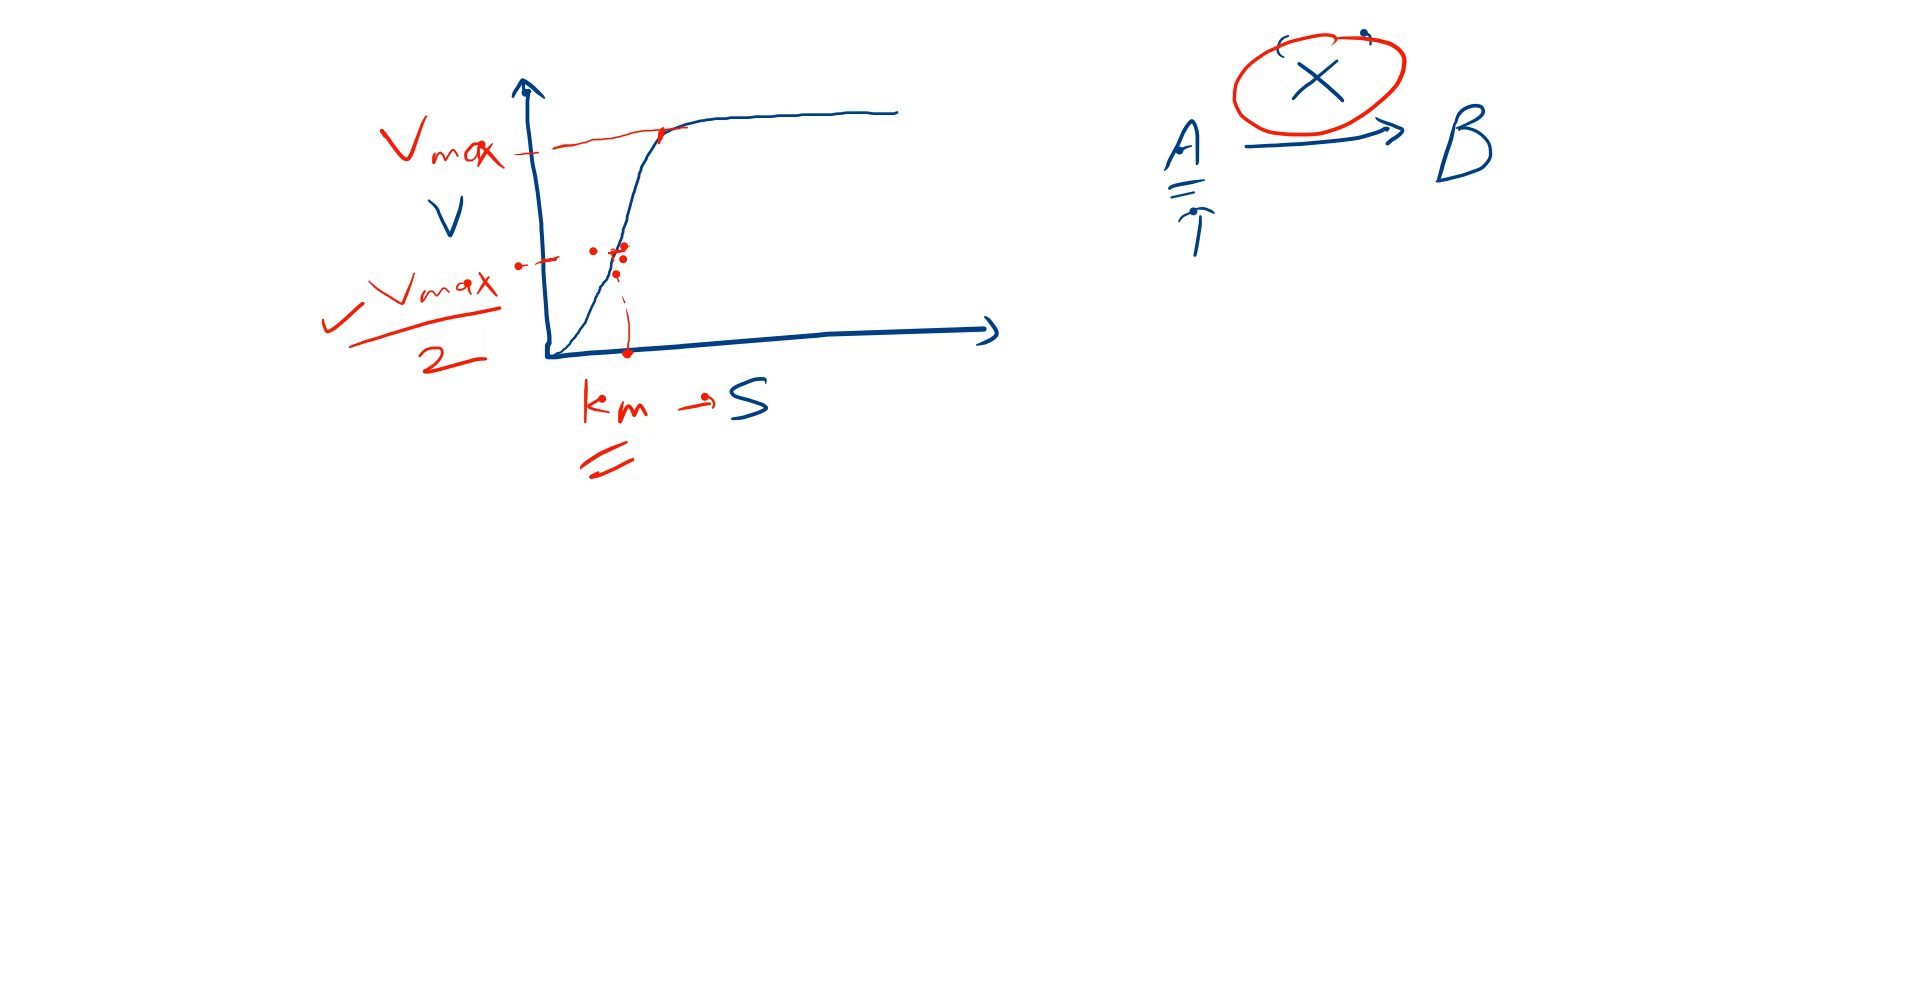 Vmax
V
Vmax
2
km → S
X
A → B
↑